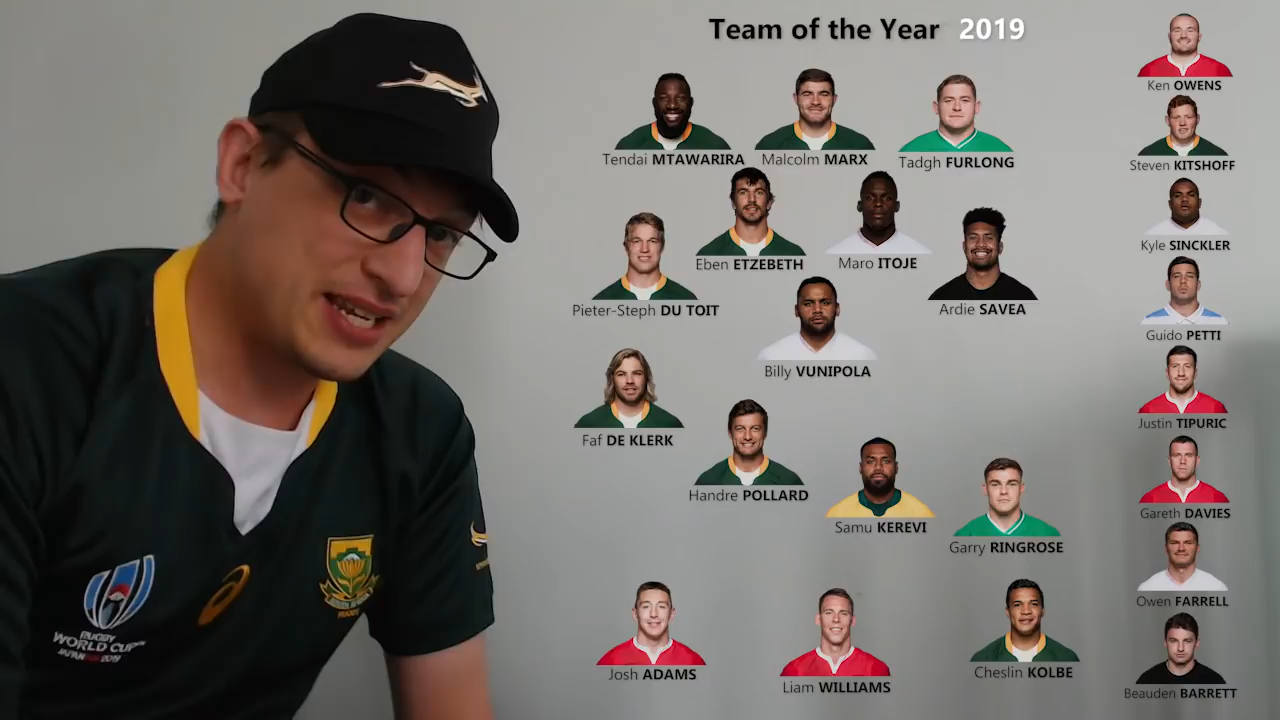 Team of the Year 2019
Tendai MTAWARIRA
Malcolm MARX
Tadgh FURLONG
Eben ETZEBETH
Maro ITOJE
Pieter-Steph DU TOIT
Ardie SAVEA
Billy VUNIPOLA
Faf DE KLERK
Handre POLLARD
Samu KEREVI
Garry RINGROSE
Josh ADAMS
Liam WILLIAMS
Cheslin KOLBE
Ken OWENS
Steven KITSHOFF
Kyle SINCKLER
Guido PETTI
Justin TIPURIC
Gareth DAVIES
Owen FARRELL
Beauden BARRETT
RUGBY
WORLD CUP
JAPAN 2019